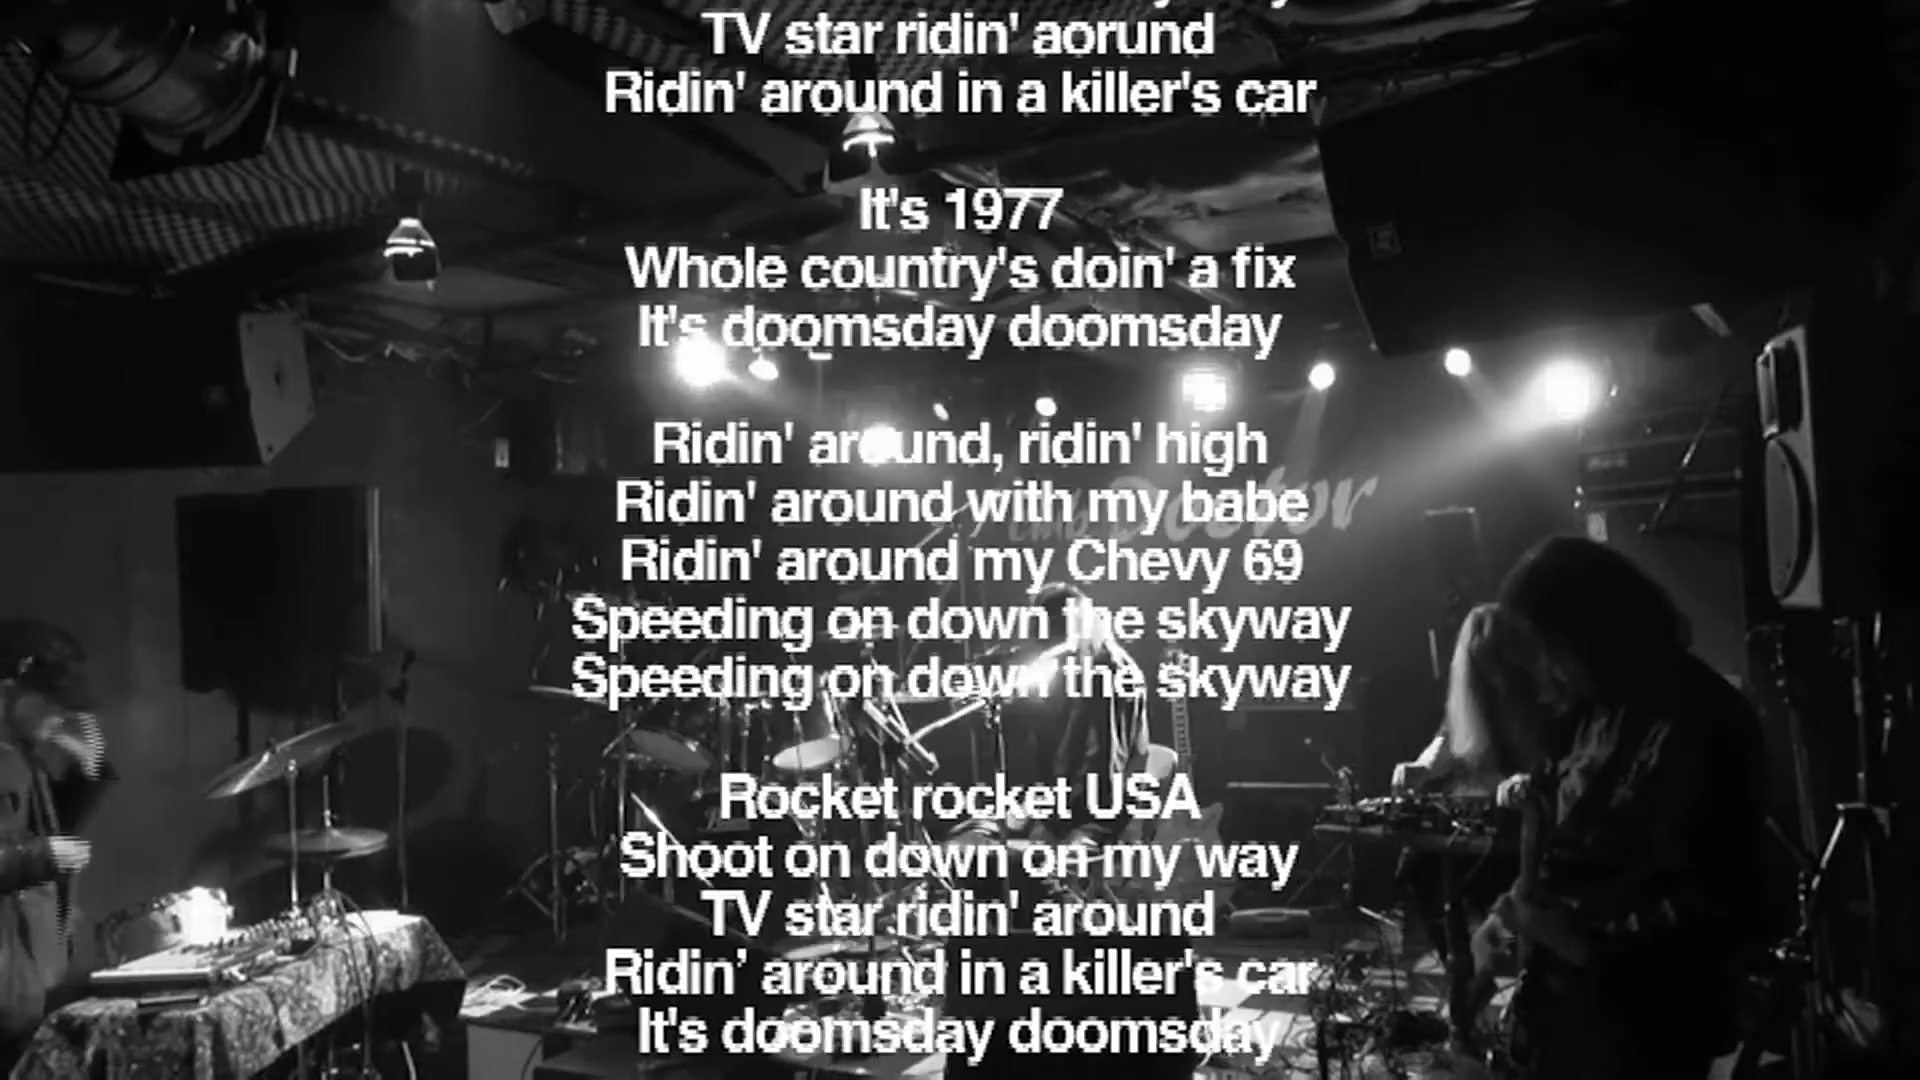 TV star ridin' aorund
Ridin' around in a killer's car
It's 1977
Whole country's doin' a fix
It's doomsday doomsday
Ridin' around, ridin' high
Ridin' around with my babe
Ridin' around my Chevy 69
Speeding on down the skyway
Speeding on down the skyway
Rocket rocket USA
Shoot on down on my way
TV star ridin' around
Ridin’ around in a killer's car
It's doomsday doomsday